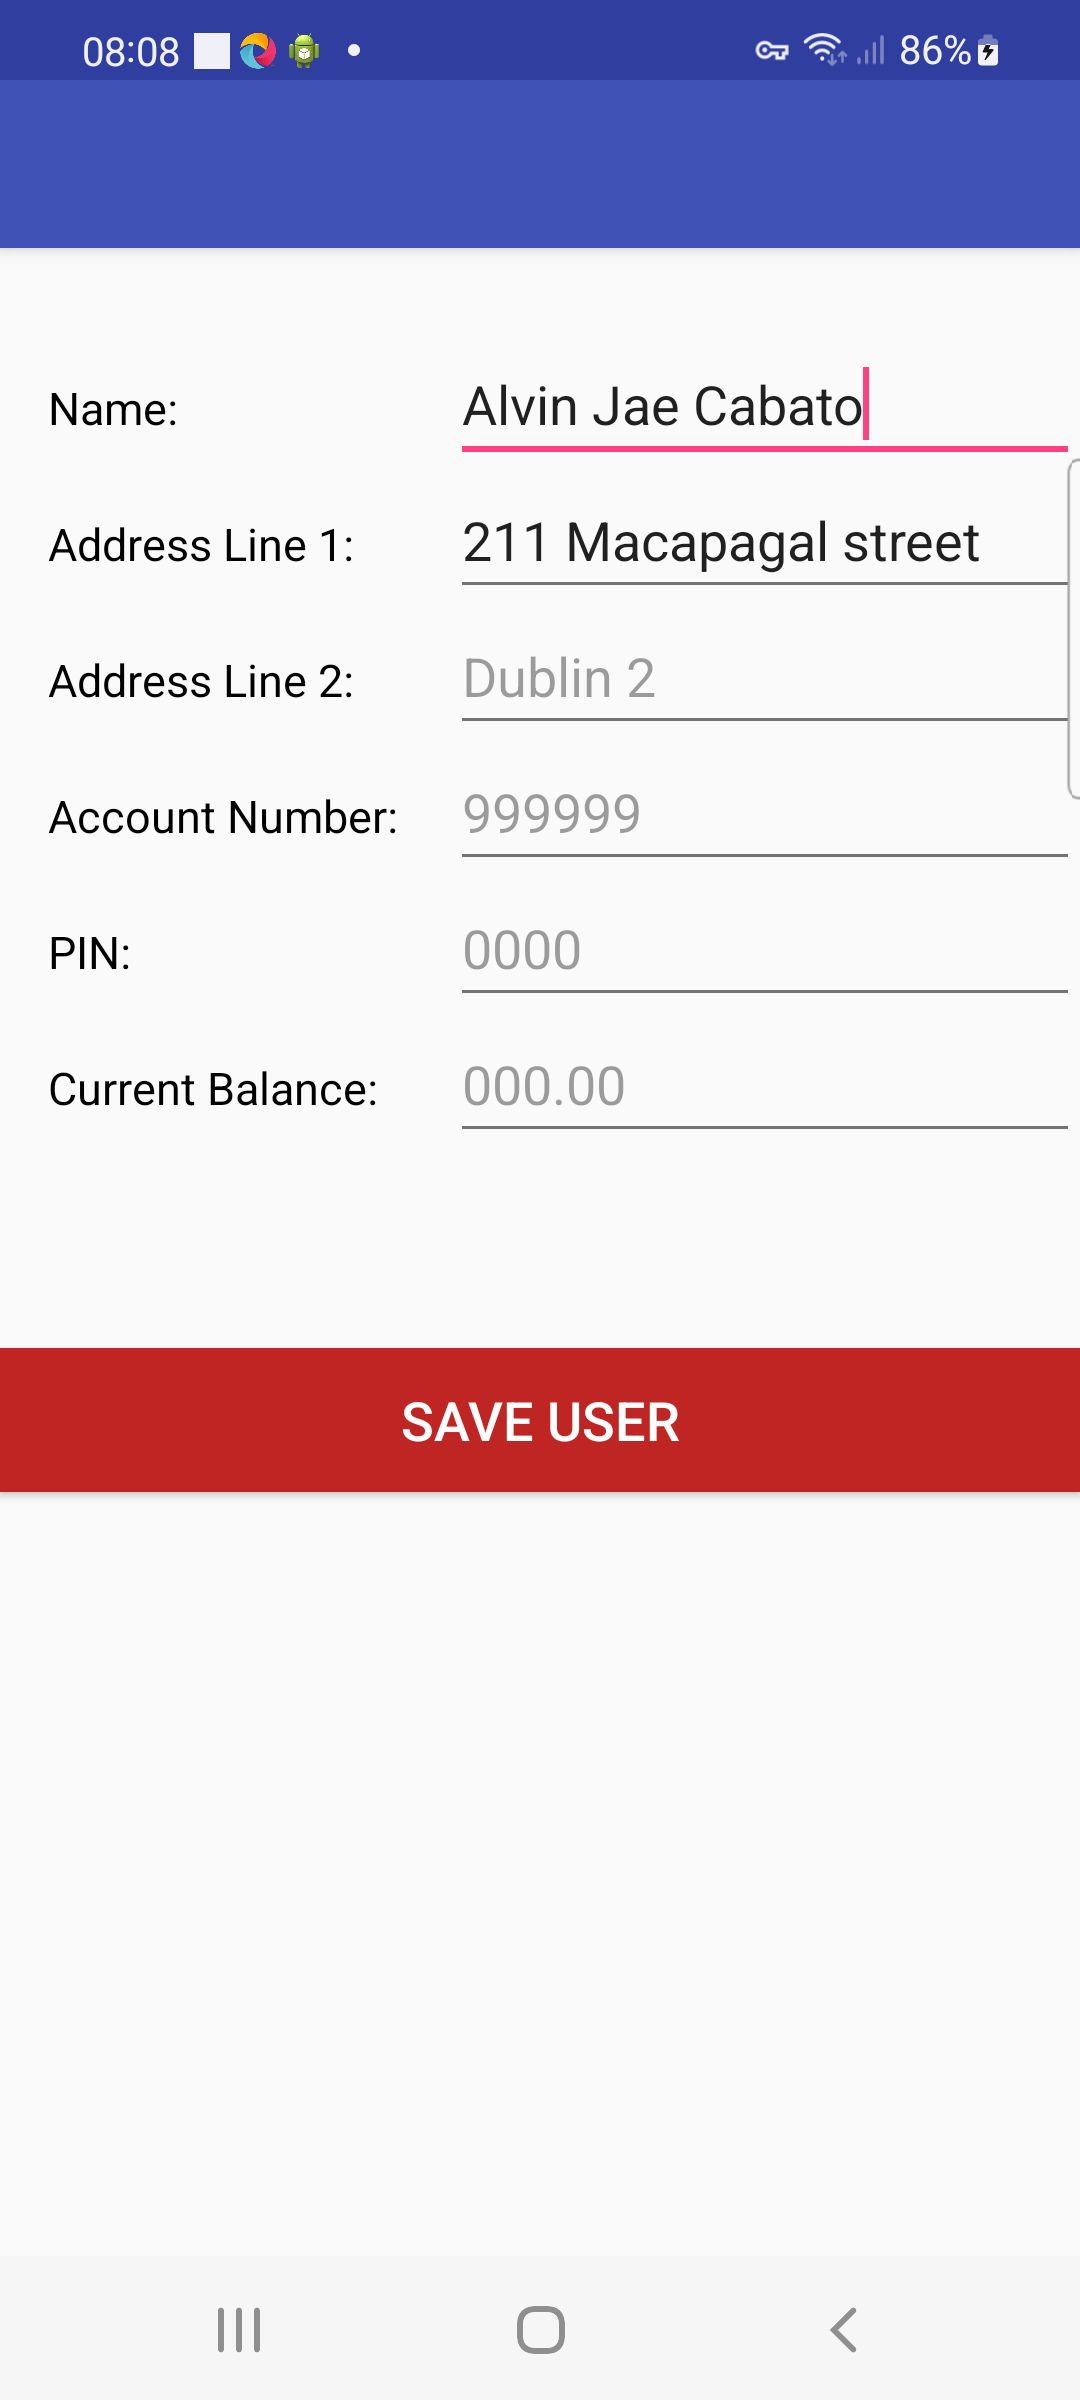 08:08 86%
Name: Alvin Jae Cabato
Address Line 1: 211 Macapagal street
Address Line 2: Dublin 2
Account Number: 999999
PIN: 0000
Current Balance: 000.00
SAVE USER